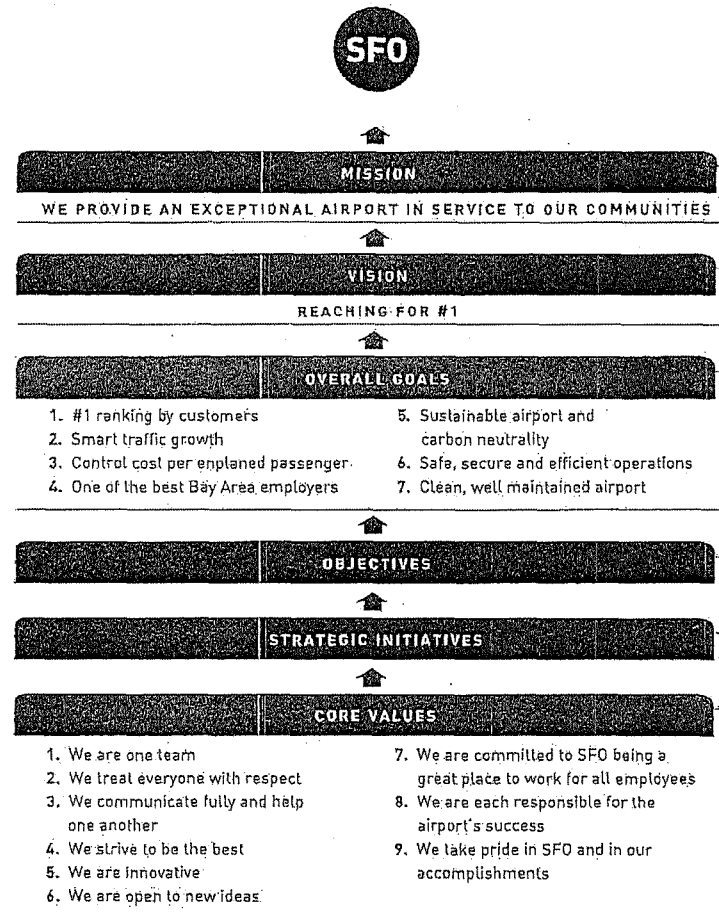 SFO
MISSION
WE PROVIDE AN EXCEPTIONAL AIRPORT IN SERVICE TO OUR COMMUNITIES
VISION
REACHING FOR #1
OVERALL GOALS
1. #1 ranking by customers
2. Smart traffic growth
3. Control cost per enplaned passenger
4. One of the best Bay Area employers
5. Sustainable airport and
carbon neutrality
6. Safe, secure and efficient operations
7. Clean, well maintained airport
OBJECTIVES
STRATEGIC INITIATIVES
CORE VALUES
1. We are one team
2. We treat everyone with respect
3. We communicate fully and help
one another
4. We strive to be the best
5. We are innovative
6. We are open to new ideas
7. We are committed to SFO being a
great place to work for all employees
8. We are each responsible for the
airport's success
9. We take pride in SFO and in our
accomplishments